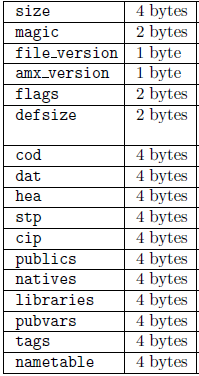 size 4 bytes
magic 2 bytes
file_version 1 byte
amx_version 1 byte
flags 2 bytes
defsize 2 bytes
cod 4 bytes
dat 4 bytes
hea 4 bytes
stp 4 bytes
cip 4 bytes
publics 4 bytes
natives 4 bytes
libraries 4 bytes
pubvars 4 bytes
tags 4 bytes
nametable 4 bytes